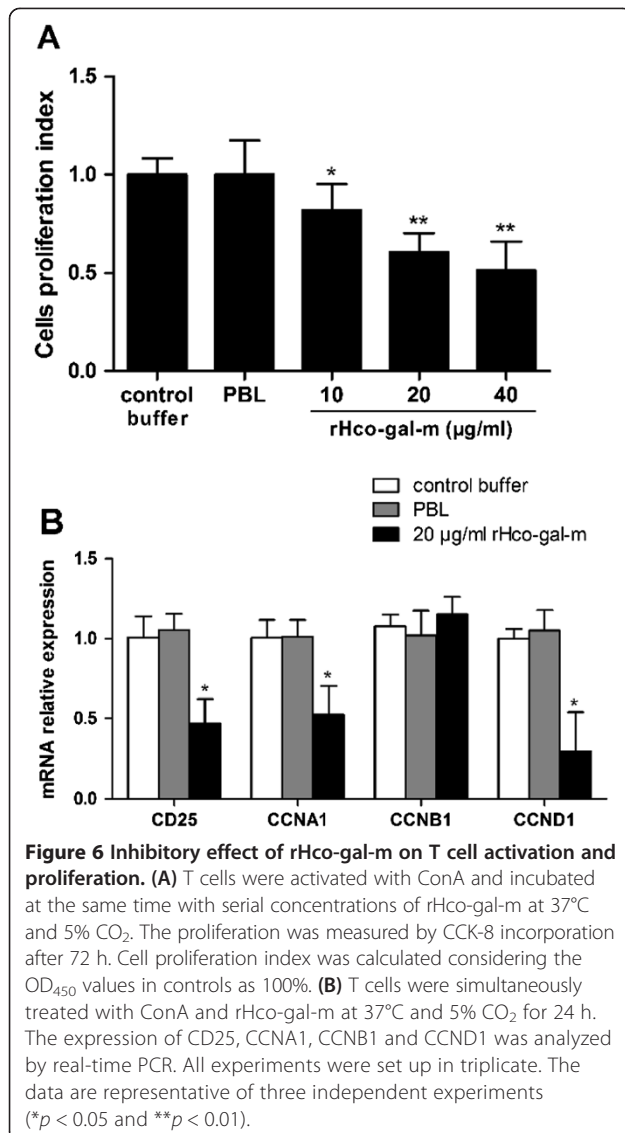 A
Cells proliferation index
1.5
1.0
0.5
0.0
*
**
**
control buffer
PBL
10
20
40
rHco-gal-m (µg/ml)
B
control buffer
PBL
20 µg/ml rHco-gal-m
mRNA relative expression
1.5
1.0
0.5
0.0
*
*
*
CD25
CCNA1
CCNB1
CCND1
Figure 6 Inhibitory effect of rHco-gal-m on T cell activation and
proliferation. (A) T cells were activated with ConA and incubated
at the same time with serial concentrations of rHco-gal-m at 37°C
and 5% CO₂. The proliferation was measured by CCK-8 incorporation
after 72 h. Cell proliferation index was calculated considering the
OD₄₅₀ values in controls as 100%. (B) T cells were simultaneously
treated with ConA and rHco-gal-m at 37°C and 5% CO₂ for 24 h.
The expression of CD25, CCNA1, CCNB1 and CCND1 was analyzed
by real-time PCR. All experiments were set up in triplicate. The
data are representative of three independent experiments
(*p < 0.05 and **p < 0.01).